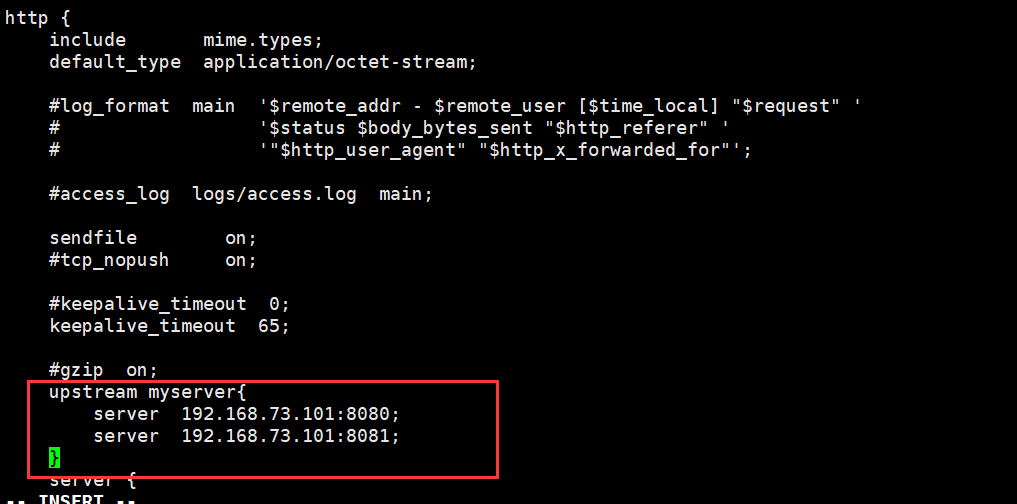 http {
    include       mime.types;
    default_type  application/octet-stream;

    #log_format  main  '$remote_addr - $remote_user [$time_local] "$request" '
    #                  '$status $body_bytes_sent "$http_referer" '
    #                  '"$http_user_agent" "$http_x_forwarded_for"';

    #access_log  logs/access.log  main;

    sendfile        on;
    #tcp_nopush     on;

    #keepalive_timeout  0;
    keepalive_timeout  65;

    #gzip  on;
    upstream myserver{
        server  192.168.73.101:8080;
        server  192.168.73.101:8081;
    }
    server {
-- INSERT --